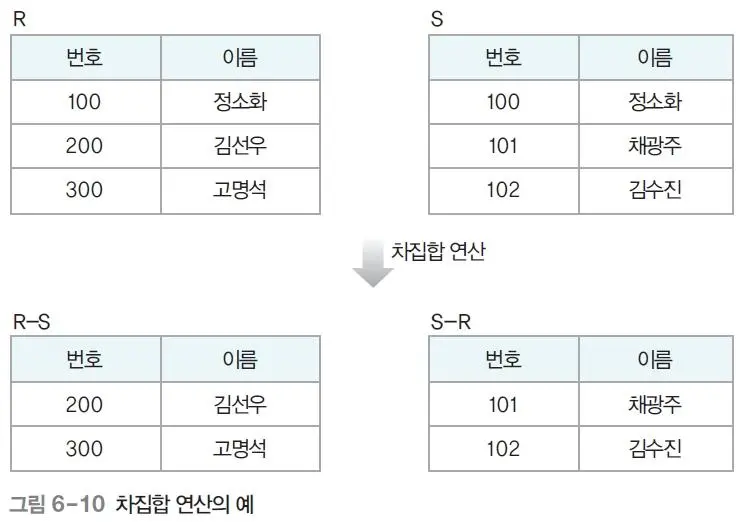 R
번호 이름
100 정소화
200 김선우
300 고명석
S
번호 이름
100 정소화
101 채광주
102 김수진
차집합 연산
R–S
번호 이름
200 김선우
300 고명석
S–R
번호 이름
101 채광주
102 김수진
그림 6–10 차집합 연산의 예